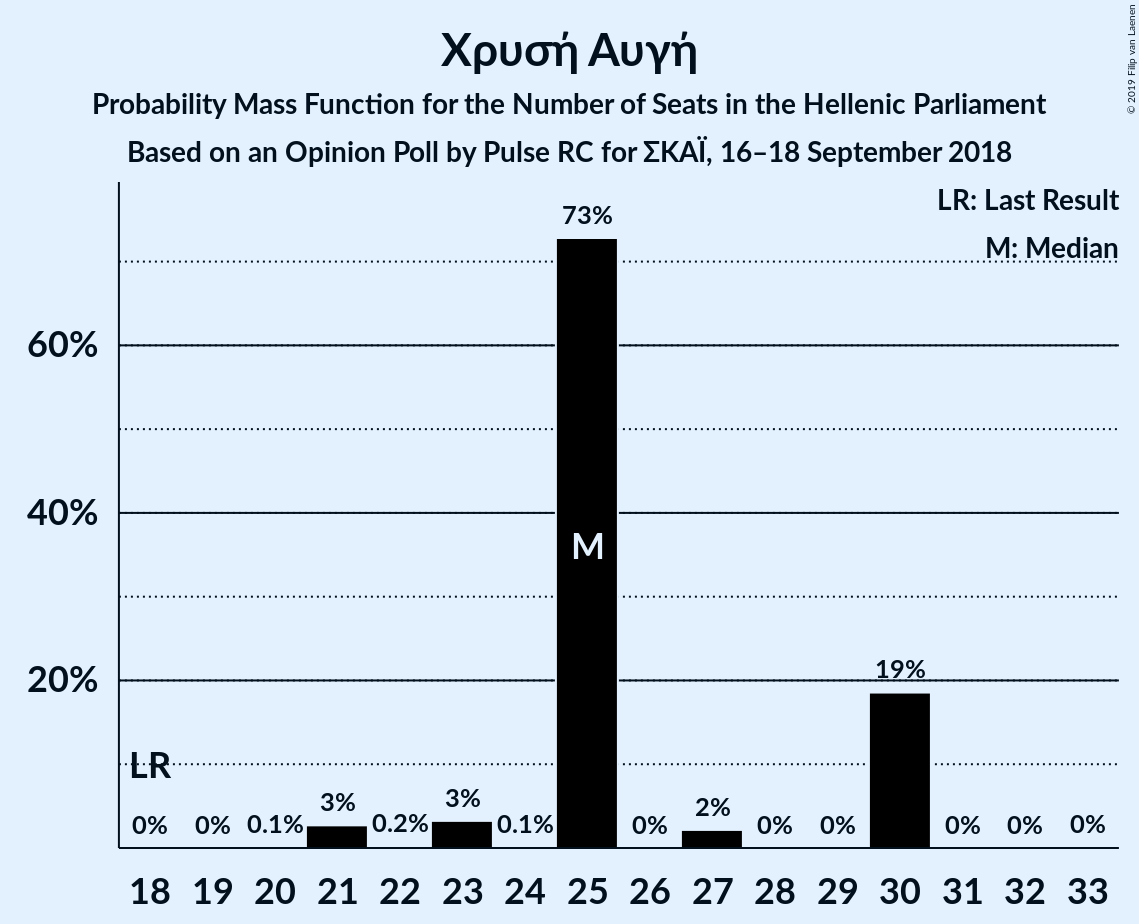 Χρυσή Αυγή
Probability Mass Function for the Number of Seats in the Hellenic Parliament
Based on an Opinion Poll by Pulse RC for ΣΚΑΪ, 16–18 September 2018
© 2019 Filip van Laenen
LR: Last Result
M: Median
73%
60%
40%
M
20%
19%
LR
0% 0% 0.1% 3% 0.2% 3% 0.1% 0% 2% 0% 0% 0% 0% 0%
18 19 20 21 22 23 24 25 26 27 28 29 30 31 32 33